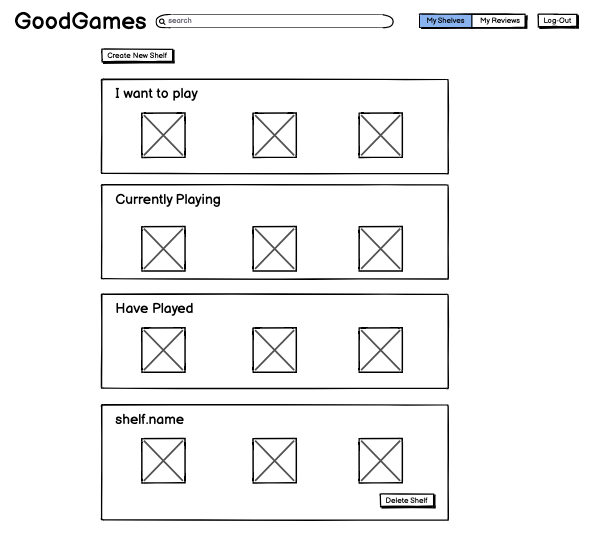 GoodGames
search
My Shelves
My Reviews
Log-Out
Create New Shelf
I want to play
Currently Playing
Have Played
shelf.name
Delete Shelf